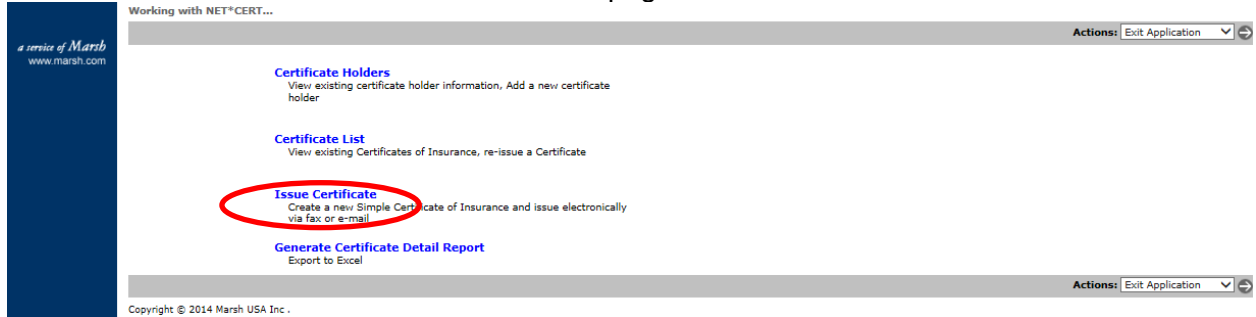 Working with NET*CERT...
a service of Marsh
www.marsh.com
Actions: Exit Application
Certificate Holders
View existing certificate holder information, Add a new certificate
holder
Certificate List
View existing Certificates of Insurance, re-issue a Certificate
Issue Certificate
Create a new Simple Certificate of Insurance and issue electronically
via fax or e-mail
Generate Certificate Detail Report
Export to Excel
Actions: Exit Application
Copyright © 2014 Marsh USA Inc .